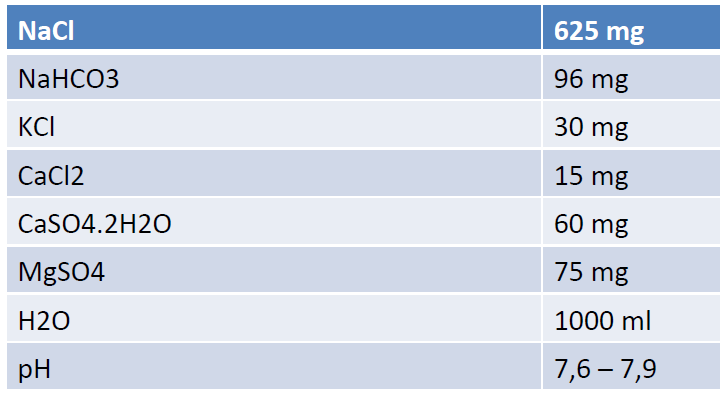 NaCl 625 mg
NaHCO3 96 mg
KCl 30 mg
CaCl2 15 mg
CaSO4.2H2O 60 mg
MgSO4 75 mg
H2O 1000 ml
pH 7,6 – 7,9